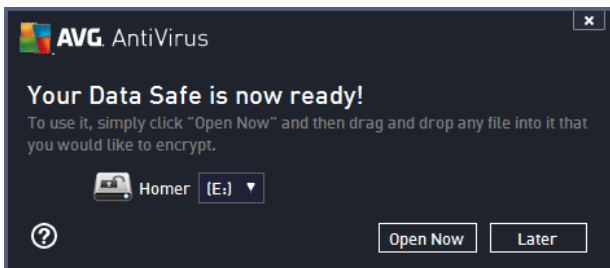 AVG. AntiVirus
Your Data Safe is now ready!
To use it, simply click "Open Now" and then drag and drop any file into it that
you would like to encrypt.
Homer (E:)
Open Now Later